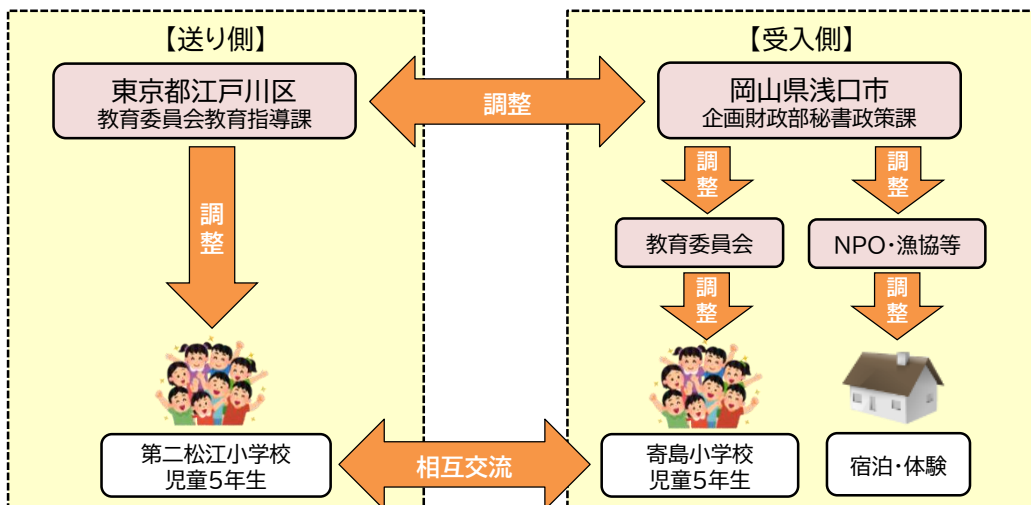 【送り側】
東京都江戸川区
教育委員会教育指導課
調整
第二松江小学校
児童5年生
調整
相互交流
【受入側】
岡山県浅口市
企画財政部秘書政策課
調整
調整
教育委員会
NPO・漁協等
調整
調整
寄島小学校
児童5年生
宿泊・体験